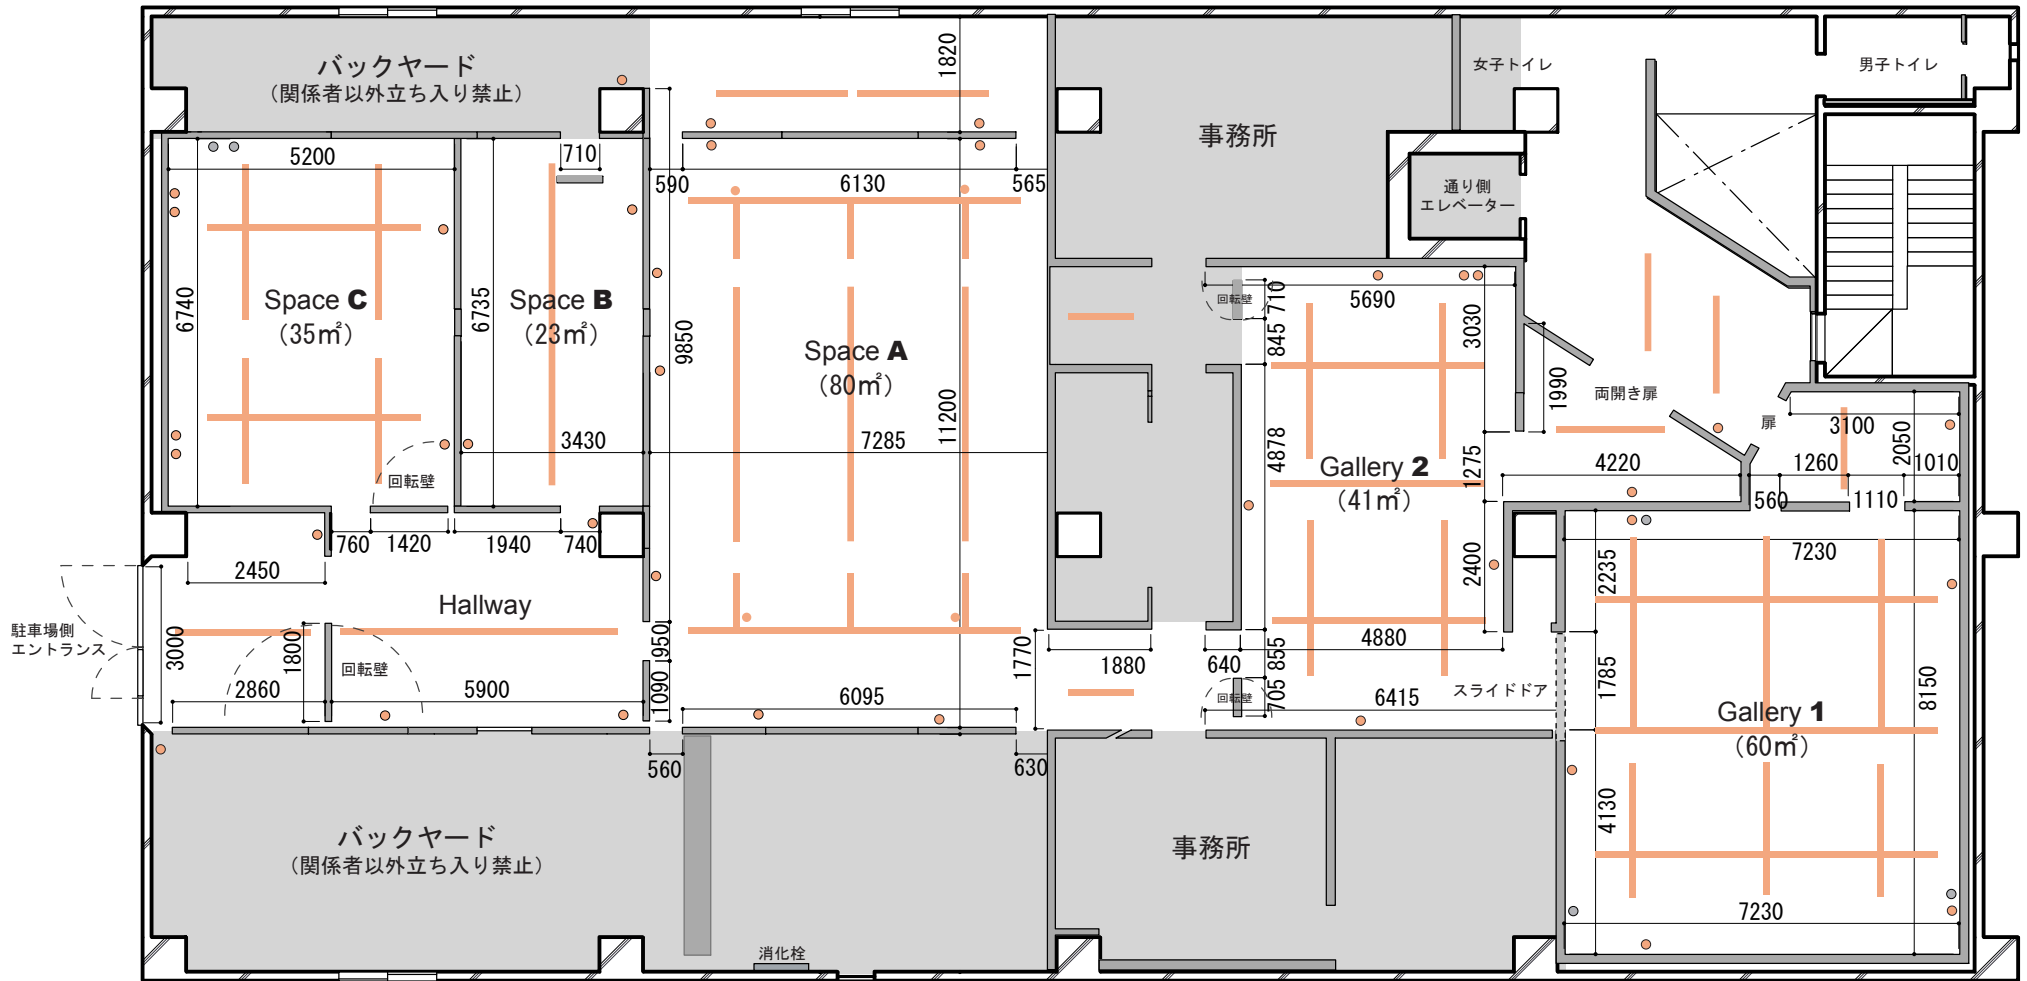 バックヤード
(関係者以外立ち入り禁止)
1820
女子トイレ
男子トイレ
事務所
5200
710
590
6130
565
通り側
エレベーター
6740
Space C
(35㎡)
6735
Space B
(23㎡)
9850
Space A
(80㎡)
11200
回転壁
710
845
5690
3030
1990
両開き扉
扉
3100
2050
3430
7285
4878
Gallery 2
(41㎡)
1275
4220
1260
1010
560
1110
回転壁
760
1420
1940
740
2450
7230
2235
2400
Hallway
駐車場側
エントランス
3000
1800
回転壁
950
1090
1770
1880
640
855
705
4880
2860
5900
6095
回転壁
6415
スライドドア
1785
8150
Gallery 1
(60㎡)
560
630
4130
バックヤード
(関係者以外立ち入り禁止)
事務所
7230
消化栓